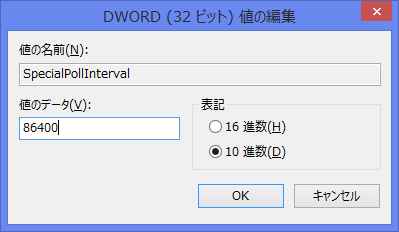 DWORD (32 ビット) 値の編集
値の名前(N):
SpecialPollInterval
値のデータ(V):
86400
表記
16 進数(H)
10 進数(D)
OK
キャンセル